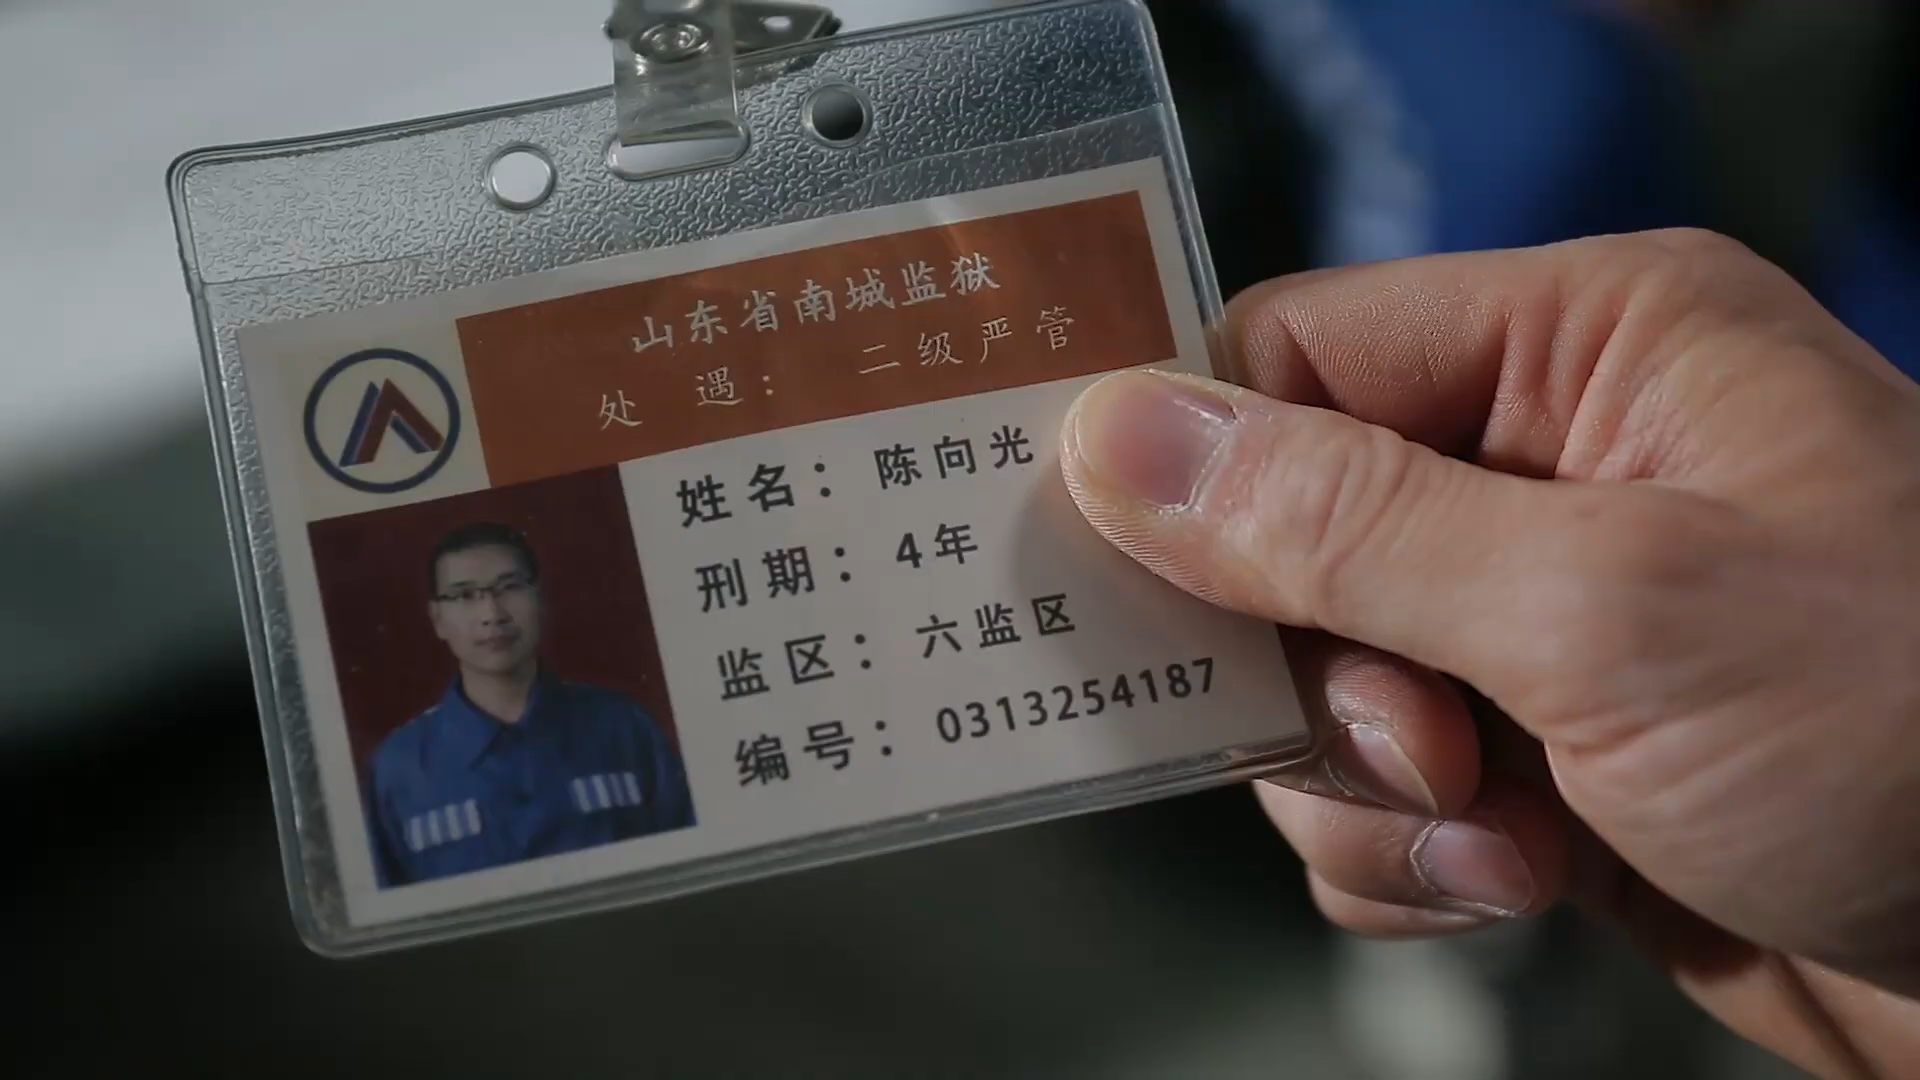 山东省南城监狱
处遇：二级严管
姓名：陈向光
刑期：4年
监区：六监区
编号：0313254187